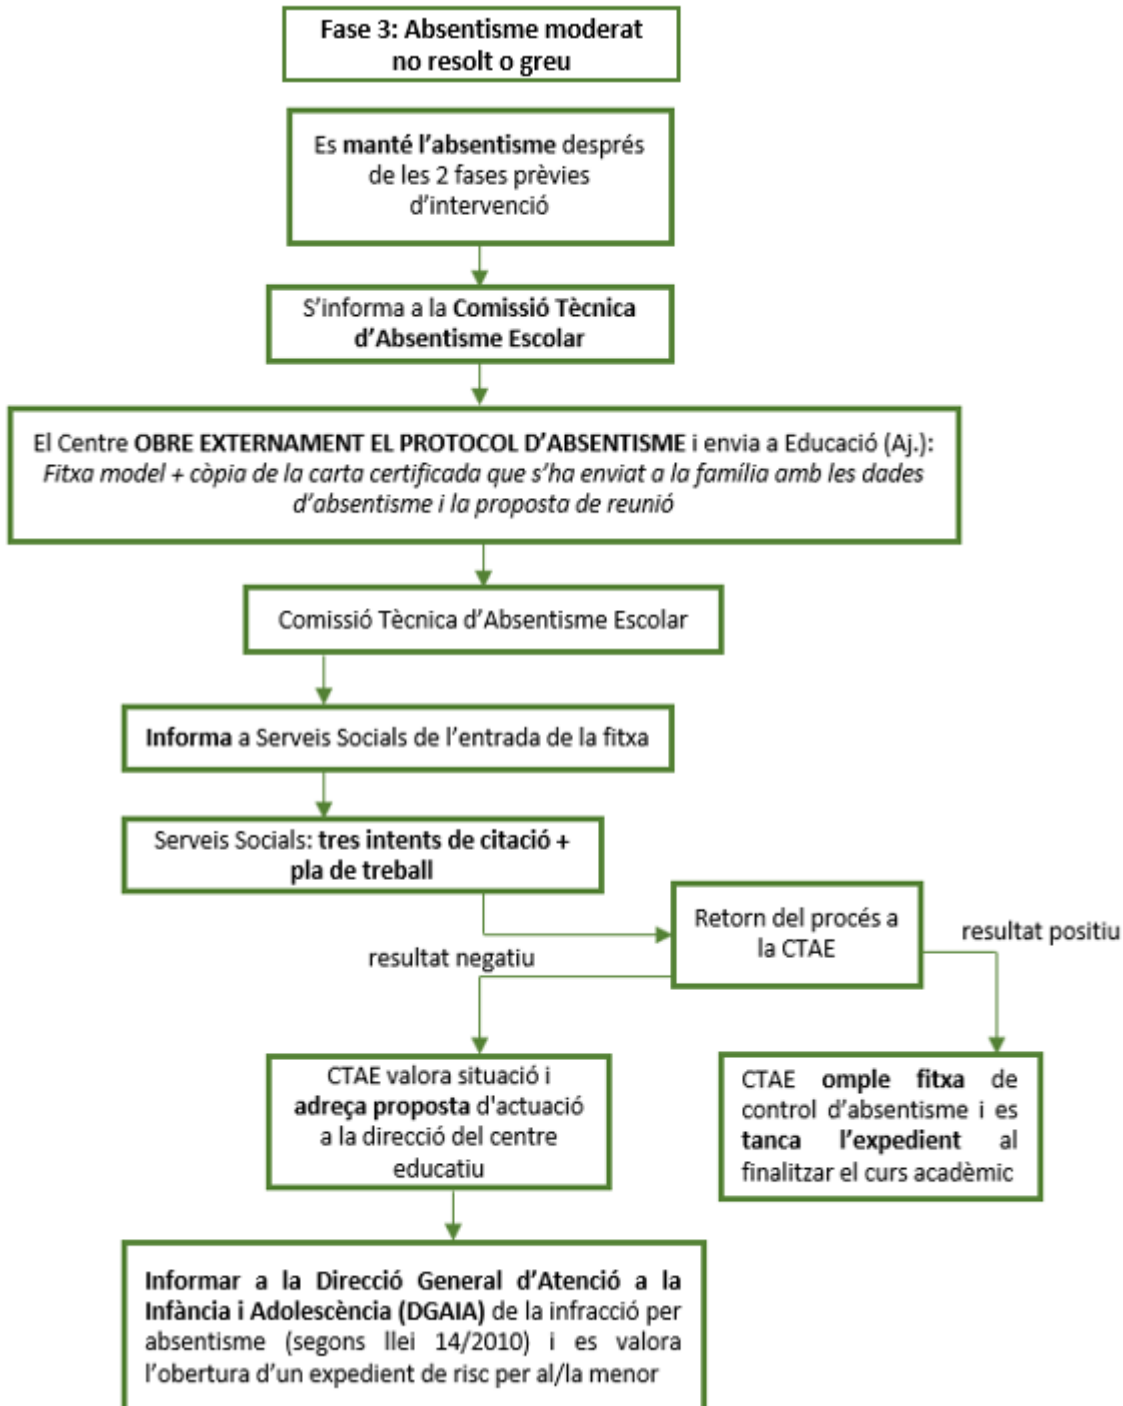 Fase 3: Absentisme moderat
no resolt o greu
Es manté l’absentisme després
de les 2 fases prèvies
d’intervenció
S’informa a la Comissió Tècnica
d’Absentisme Escolar
El Centre OBRE EXTERNAMENT EL PROTOCOL D’ABSENTISME i envia a Educació (Aj.):
Fitxa model + còpia de la carta certificada que s’ha enviat a la família amb les dades
d’absentisme i la proposta de reunió
Comissió Tècnica d’Absentisme Escolar
Informa a Serveis Socials de l’entrada de la fitxa
Serveis Socials: tres intents de citació +
pla de treball
Retorn del procés a
la CTAE
resultat positiu
resultat negatiu
CTAE valora situació i
adreça proposta d'actuació
a la direcció del centre
educatiu
CTAE omple fitxa de
control d’absentisme i es
tanca l’expedient al
finalitzar el curs acadèmic
Informar a la Direcció General d’Atenció a la
Infància i Adolescència (DGAIA) de la infracció per
absentisme (segons llei 14/2010) i es valora
l’obertura d’un expedient de risc per al/la menor